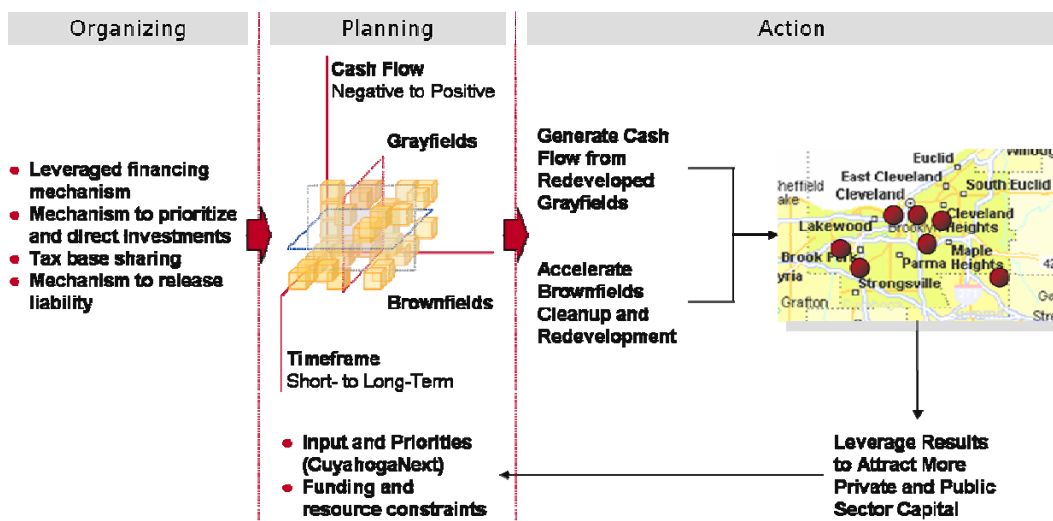 Organizing
Planning
Action
Leveraged financing
mechanism
Mechanism to prioritize
and direct investments
Tax base sharing
Mechanism to release
liability
Cash Flow
Negative to Positive
Grayfields
Brownfields
Timeframe
Short- to Long-Term
Input and Priorities
(CuyahogaNext)
Funding and
resource constraints
Generate Cash
Flow from
Redeveloped
Grayfields
Accelerate
Brownfields
Cleanup and
Redevelopment
Euclid
East Cleveland
South Euclid
Cleveland
Cleveland
Heights
Lakewood
Brook Park
Parma
Maple
Heights
Strongsville
Grafton
Leverage Results
to Attract More
Private and Public
Sector Capital